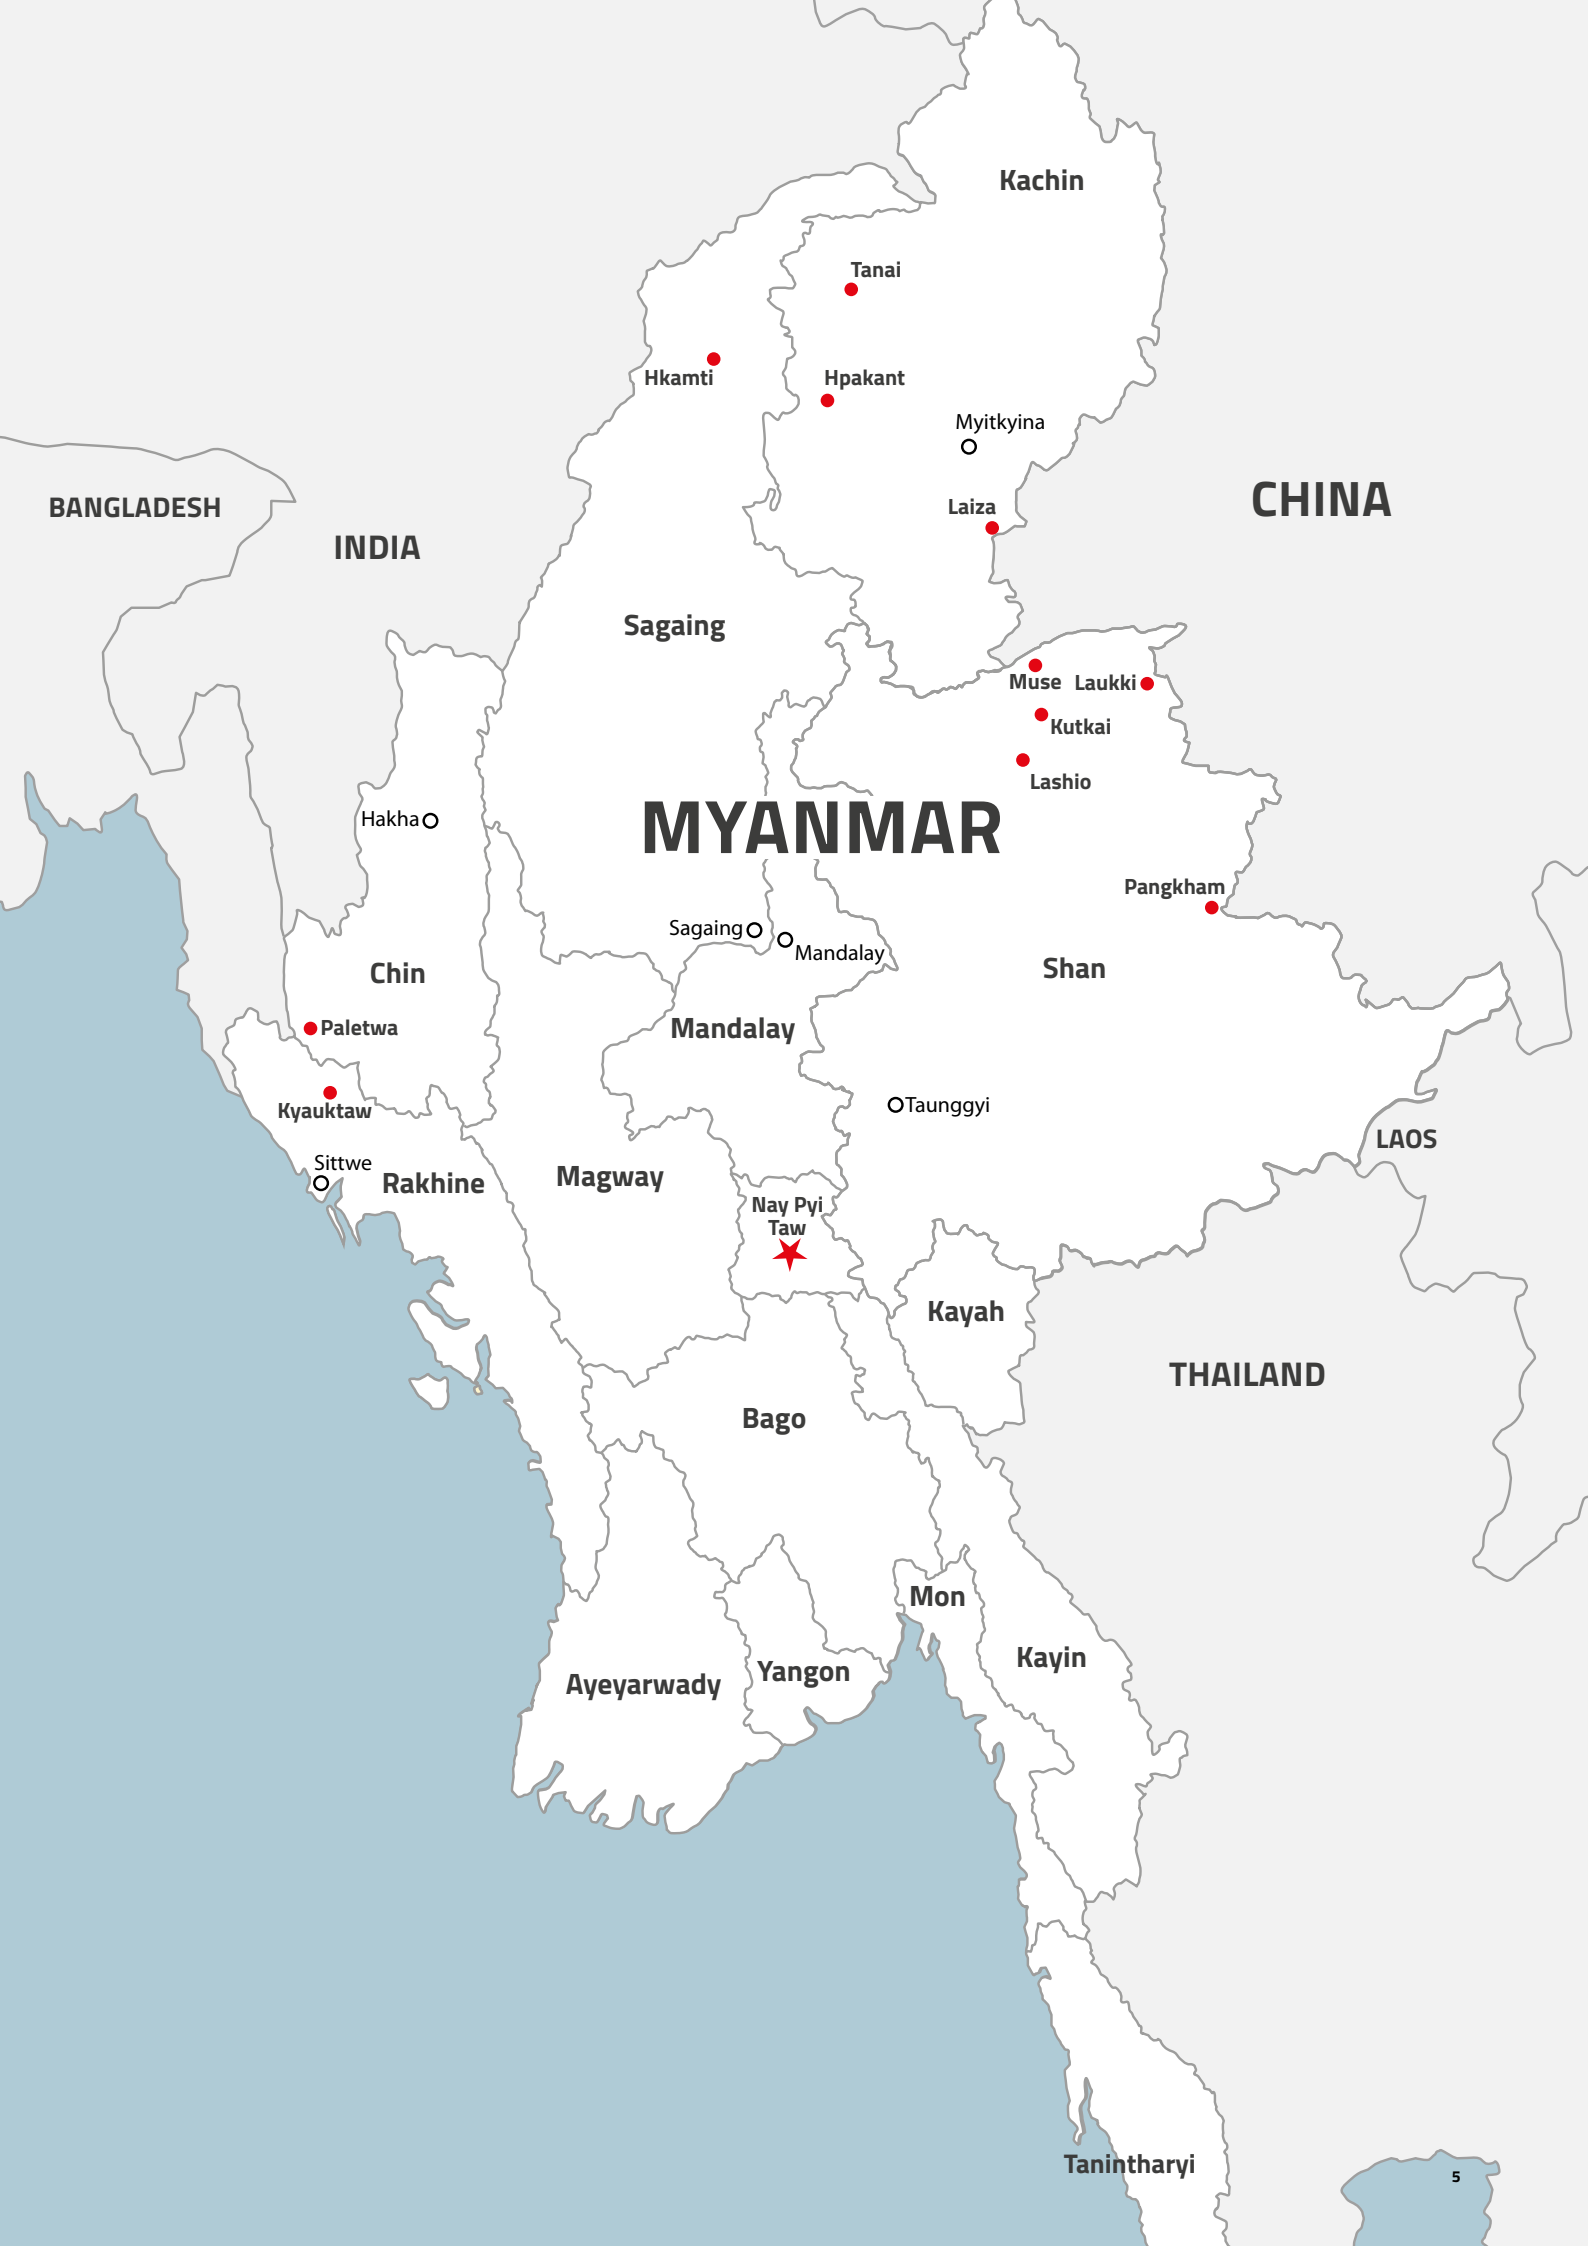 Kachin
Tanai
Hkamti
Hpakant
Myitkyina
CHINA
BANGLADESH
Laiza
INDIA
Sagaing
Muse
Laukki
Kutkai
Lashio
Hakha
MYANMAR
Pangkham
Sagaing
Mandalay
Chin
Shan
Paletwa
Mandalay
Kyauktaw
Taunggyi
LAOS
Sittwe
Rakhine
Magway
Nay Pyi
Taw
Kayah
THAILAND
Bago
Mon
Kayin
Ayeyarwady
Yangon
Tanintharyi
5